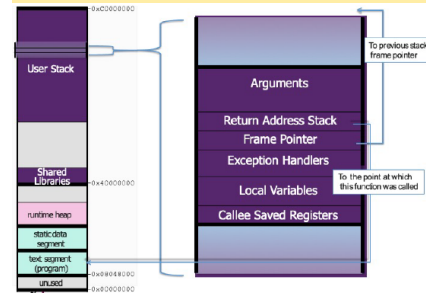 0xC0000000
User Stack
Shared
Libraries
0x40000000
runtime heap
static data
segment
text segment
(program)
0x08048000
unused
0x00000000
Arguments
Return Address Stack
Frame Pointer
Exception Handlers
Local Variables
Callee Saved Registers
To previous stack
frame pointer
To the point at which
this function was called